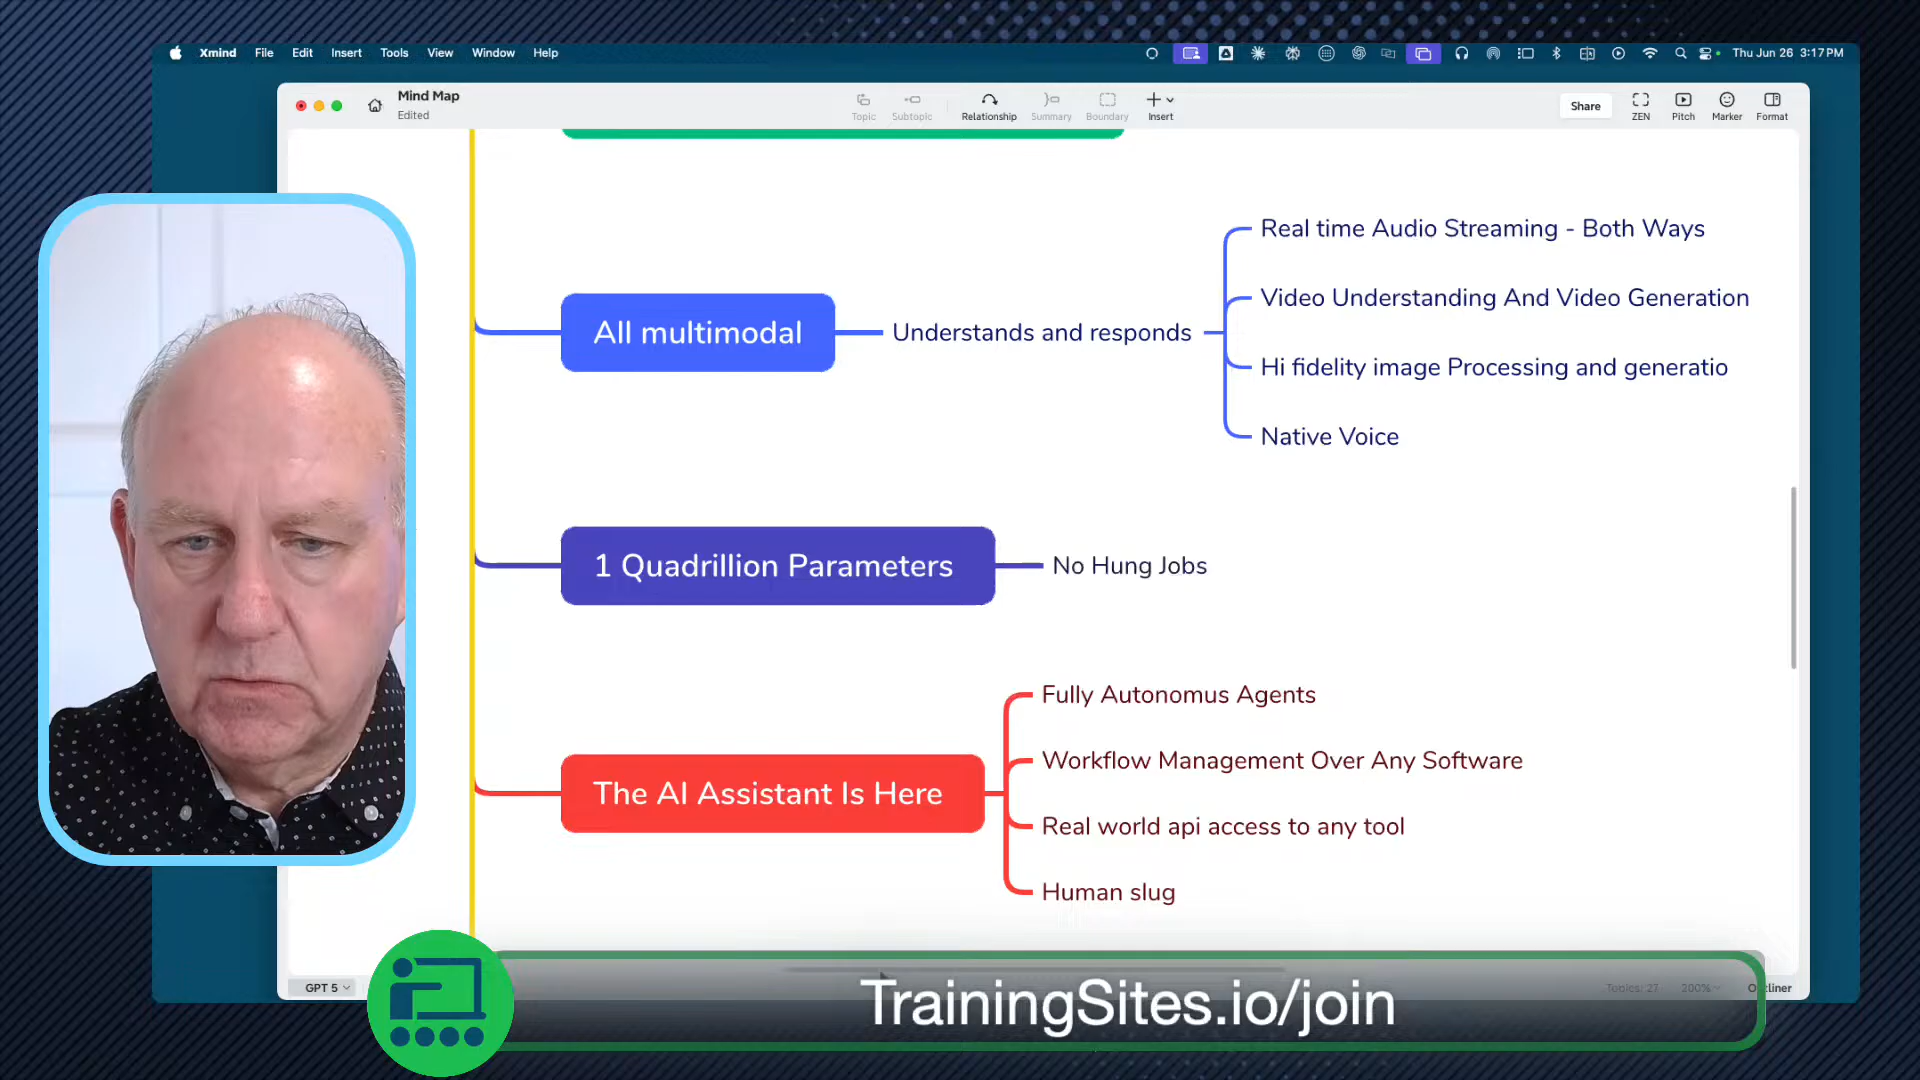 Xmind File Edit Insert Tools View Window Help
Thu Jun 26 3:17 PM
Mind Map
Edited
Topic Subtopic Relationship Summary Boundary Insert
Share ZEN Pitch Marker Format
Real time Audio Streaming - Both Ways
Video Understanding And Video Generation
All multimodal
Understands and responds
Hi fidelity image Processing and generatio
Native Voice
1 Quadrillion Parameters
No Hung Jobs
Fully Autonomus Agents
Workflow Management Over Any Software
The AI Assistant Is Here
Real world api access to any tool
Human slug
GPT 5
Topics: 27 200%
TrainingSites.io/join